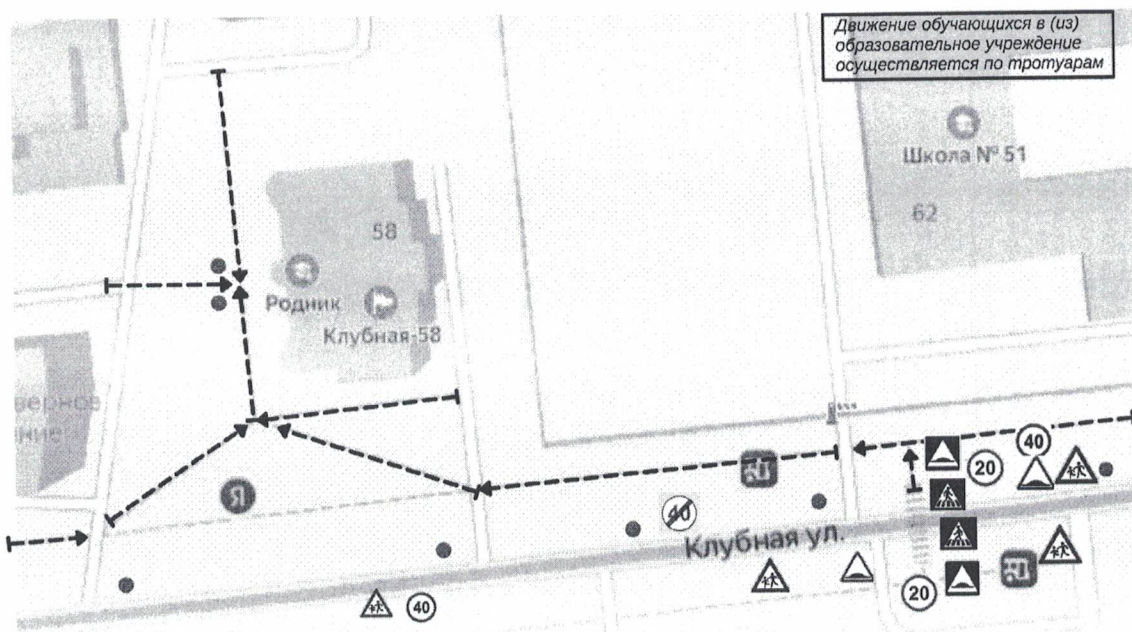 Движение обучающихся в (из)
образовательное учреждение
осуществляется по тротуарам
Школа № 51
62
58
Родник
Клубная-58
Я
40
20
40
Клубная ул.
20
40